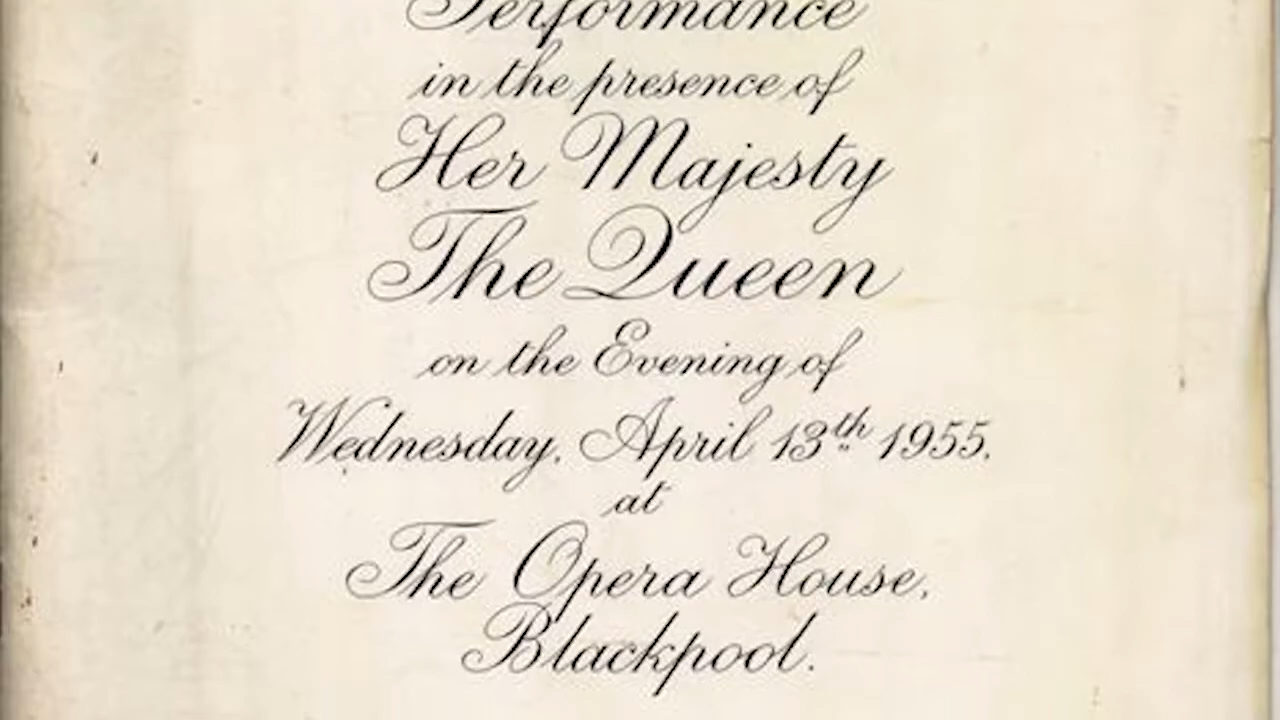 Performance
in the presence of
Her Majesty
The Queen
on the Evening of
Wednesday, April 13th 1955.
at
The Opera House,
Blackpool.